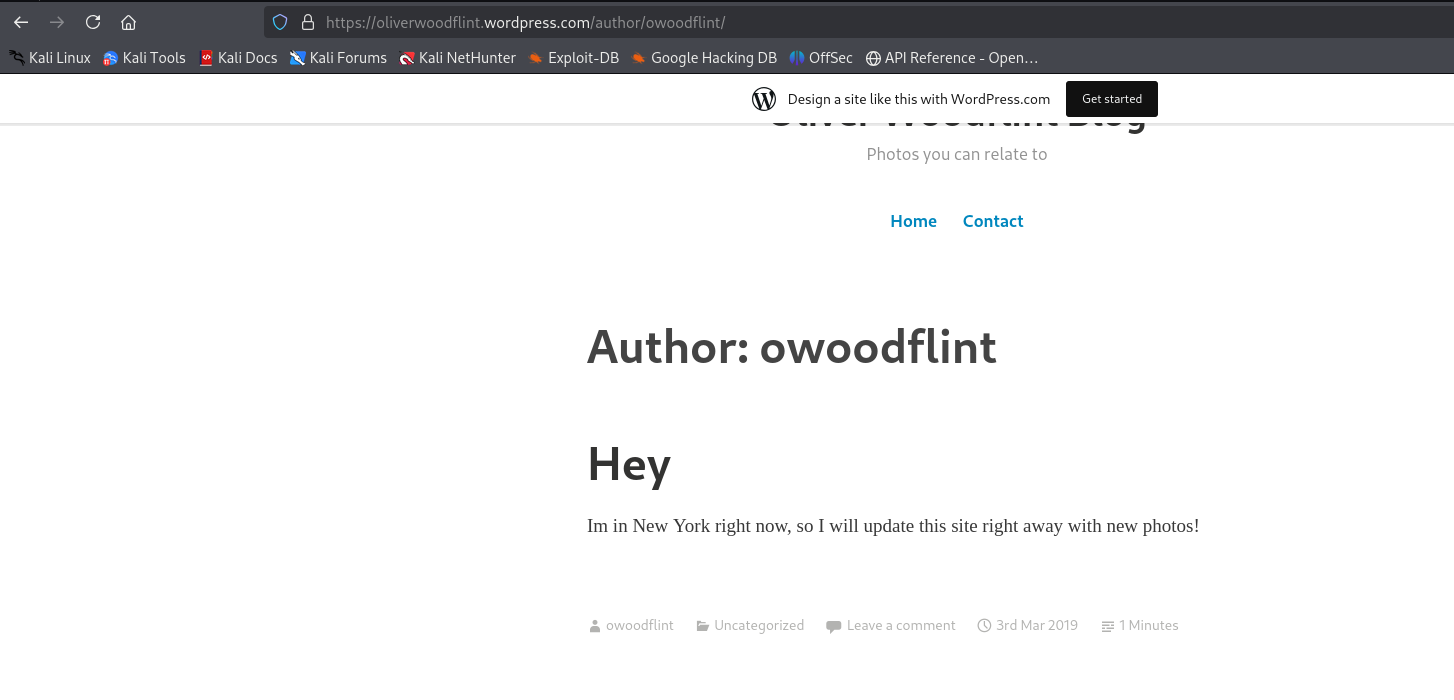 https://oliverwoodflint.wordpress.com/author/owoodflint/
Kali Linux Kali Tools Kali Docs Kali Forums Kali NetHunter Exploit-DB Google Hacking DB OffSec API Reference - Open…
Design a site like this with WordPress.com Get started
Oliver Woodflint Blog
Photos you can relate to
Home Contact
Author: owoodflint
Hey
Im in New York right now, so I will update this site right away with new photos!
owoodflint Uncategorized Leave a comment 3rd Mar 2019 1 Minutes